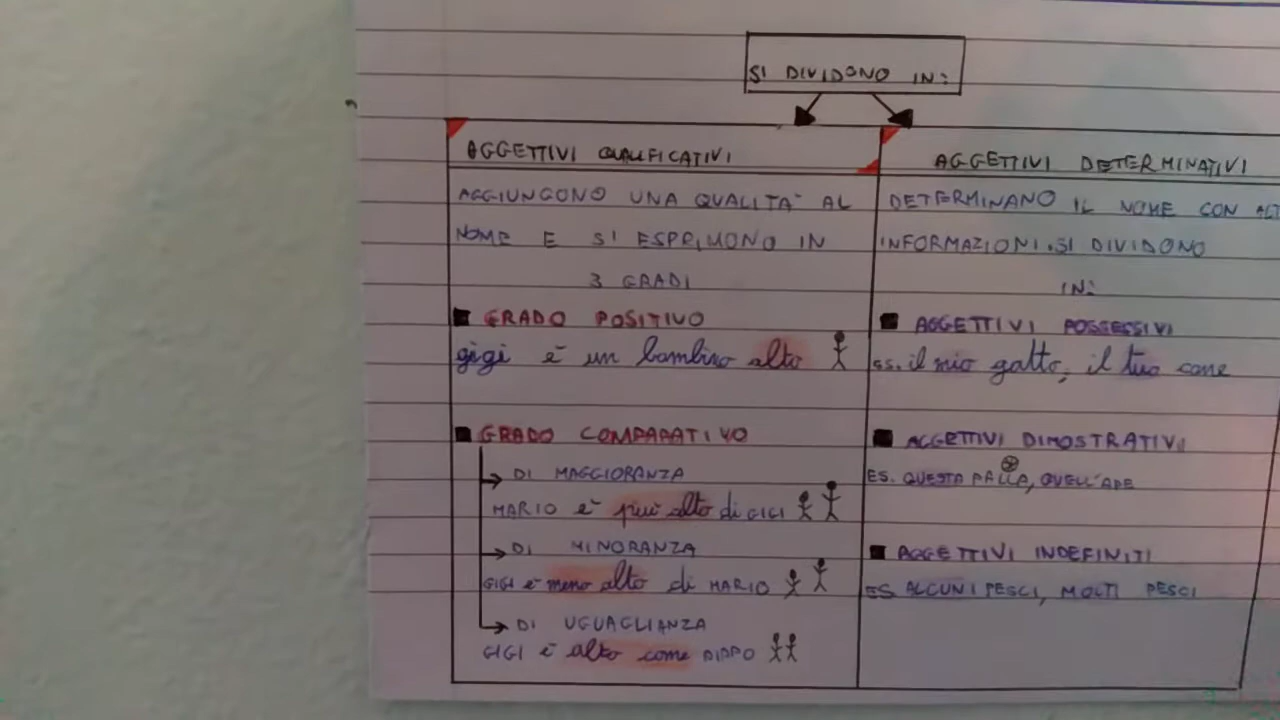 SI DIVIDONO IN:
AGGETTIVI QUALIFICATIVI
AGGIUNGONO UNA QUALITA' AL
NOME E SI ESPRIMONO IN
3 GRADI
GRADO POSITIVO
gigi è un bambino alto
GRADO COMPARATIVO
DI MAGGIORANZA
MARIO è più alto di GIGI
DI MINORANZA
GIGI è meno alto di MARIO
DI UGUAGLIANZA
GIGI è alto come
AGGETTIVI DETERMINATIVI
DETERMINANO IL NOME CON
INFORMAZIONI. SI DIVIDONO
IN:
AGGETTIVI POSSESSIVI
es. il mio gatto, il tuo cane
AGGETTIVI DIMOSTRATIVI
ES. QUESTA PALLA, QUELL'APE
AGGETTIVI INDEFINITI
ES ALCUNI PESCI, MOLTI PESCI